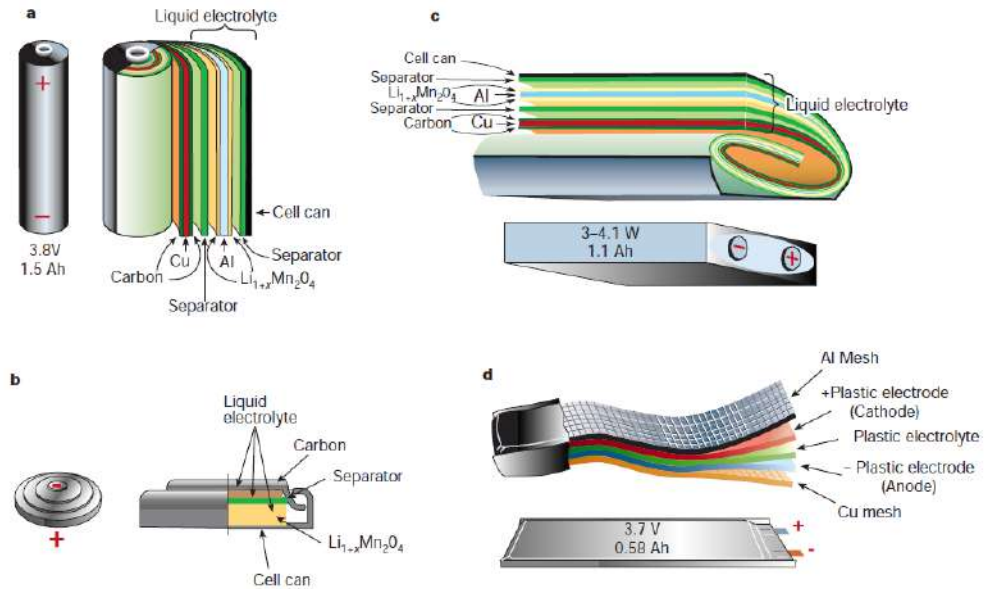 a
Liquid electrolyte
+
−
3.8V
1.5 Ah
Cell can
Cu
Al
Separator
Carbon
Li1+xMn2O4
Separator
c
Cell can
Separator
Li1+xMn2O4 Al
Separator
Carbon Cu
Liquid electrolyte
3–4.1 W
1.1 Ah
−
+
b
Liquid
electrolyte
Carbon
Separator
−
+
Li1+xMn2O4
Cell can
d
Al Mesh
+Plastic electrode
(Cathode)
Plastic electrolyte
− Plastic electrode
(Anode)
Cu mesh
3.7 V
0.58 Ah
+
-